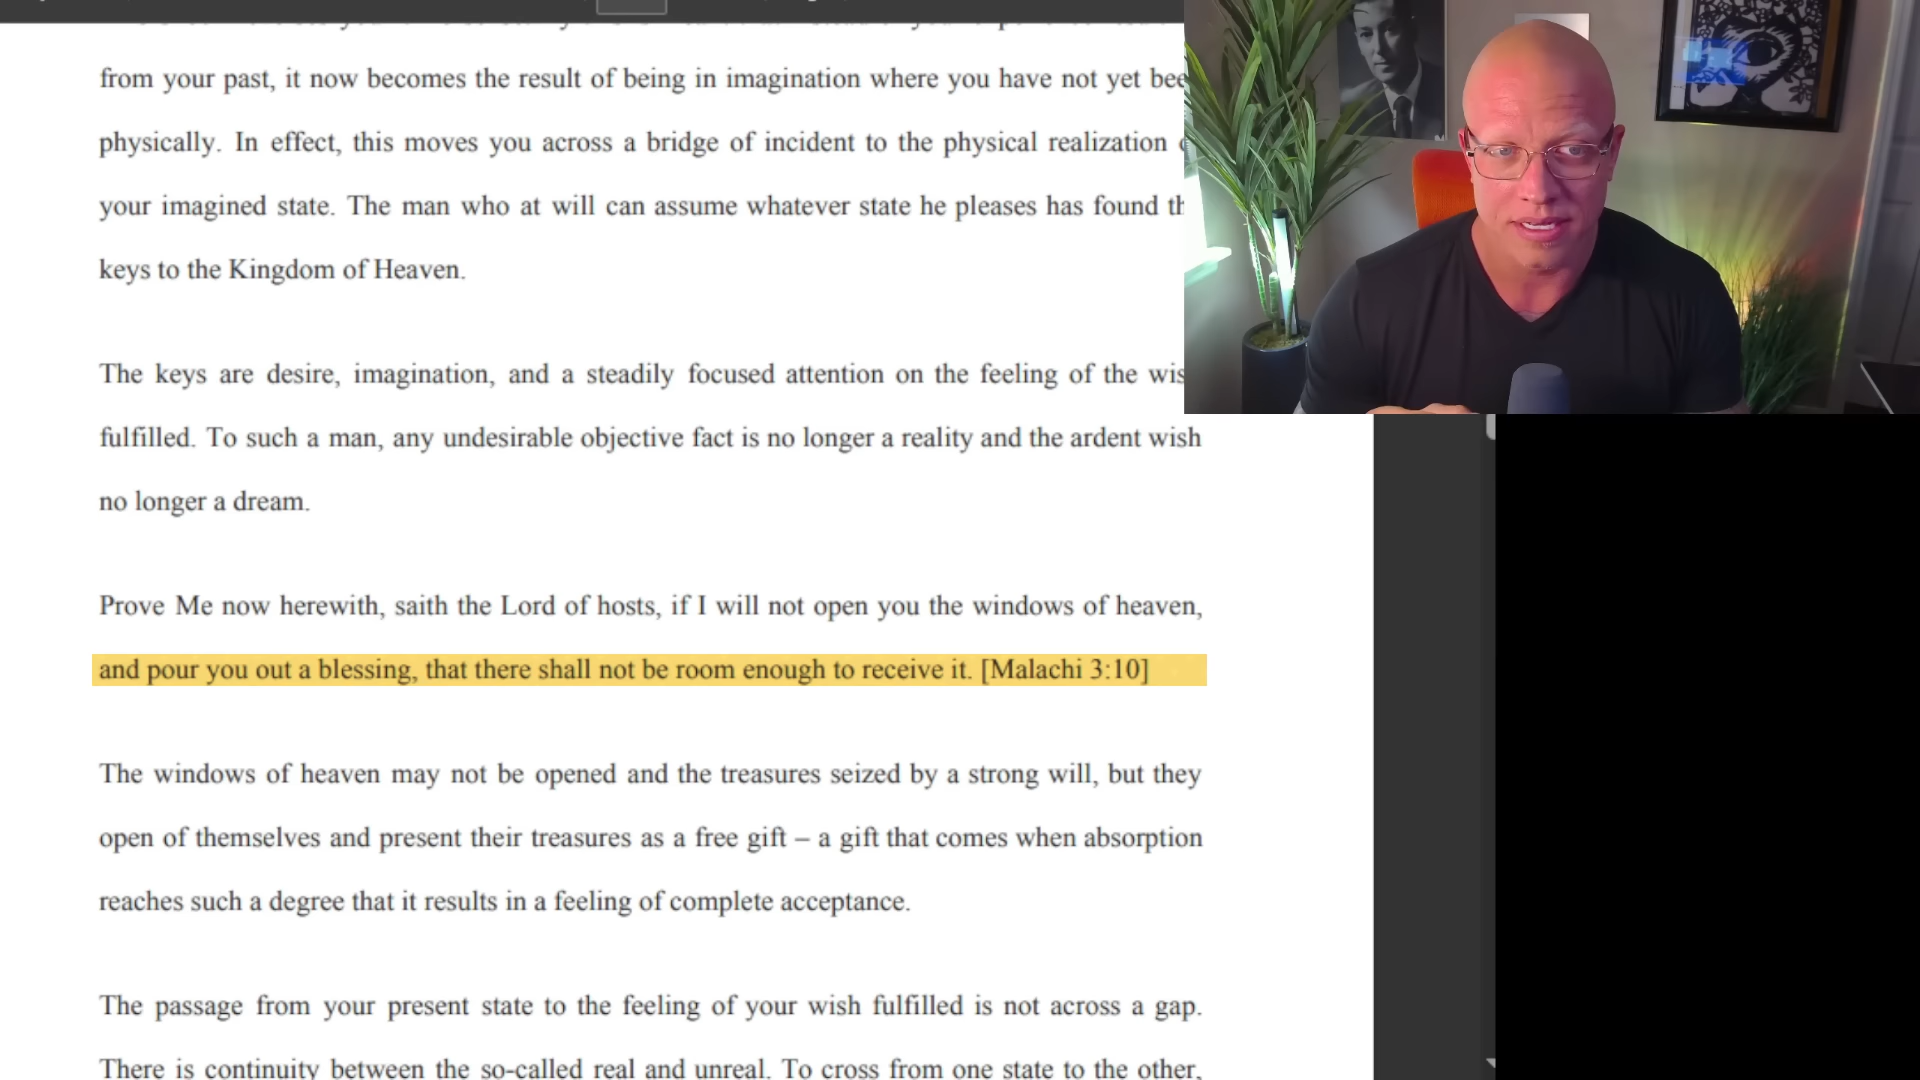 from your past, it now becomes the result of being in imagination where you have not yet
physically. In effect, this moves you across a bridge of incident to the physical realization
your imagined state. The man who at will can assume whatever state he pleases has found
keys to the Kingdom of Heaven.
The keys are desire, imagination, and a steadily focused attention on the feeling of the
fulfilled. To such a man, any undesirable objective fact is no longer a reality and the ardent wish
no longer a dream.
Prove Me now herewith, saith the Lord of hosts, if I will not open you the windows of heaven,
and pour you out a blessing, that there shall not be room enough to receive it. [Malachi 3:10]
The windows of heaven may not be opened and the treasures seized by a strong will, but they
open of themselves and present their treasures as a free gift – a gift that comes when absorption
reaches such a degree that it results in a feeling of complete acceptance.
The passage from your present state to the feeling of your wish fulfilled is not across a gap.
There is continuity between the so-called real and unreal. To cross from one state to the other,